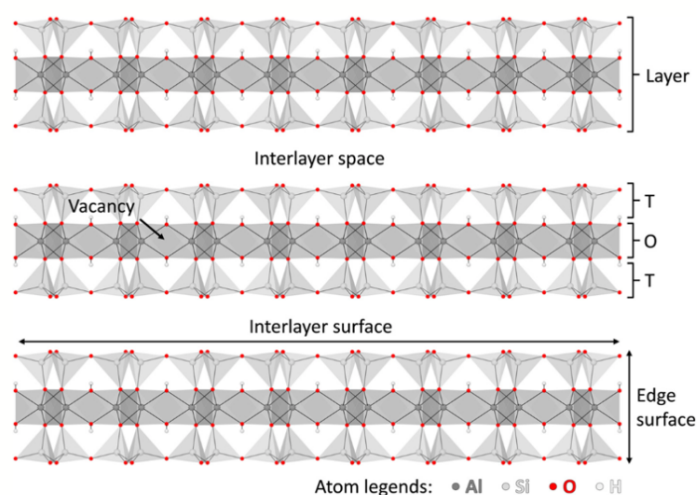 Layer
Interlayer space
Vacancy
T
O
T
Interlayer surface
Edge
surface
Atom legends: Al Si O H